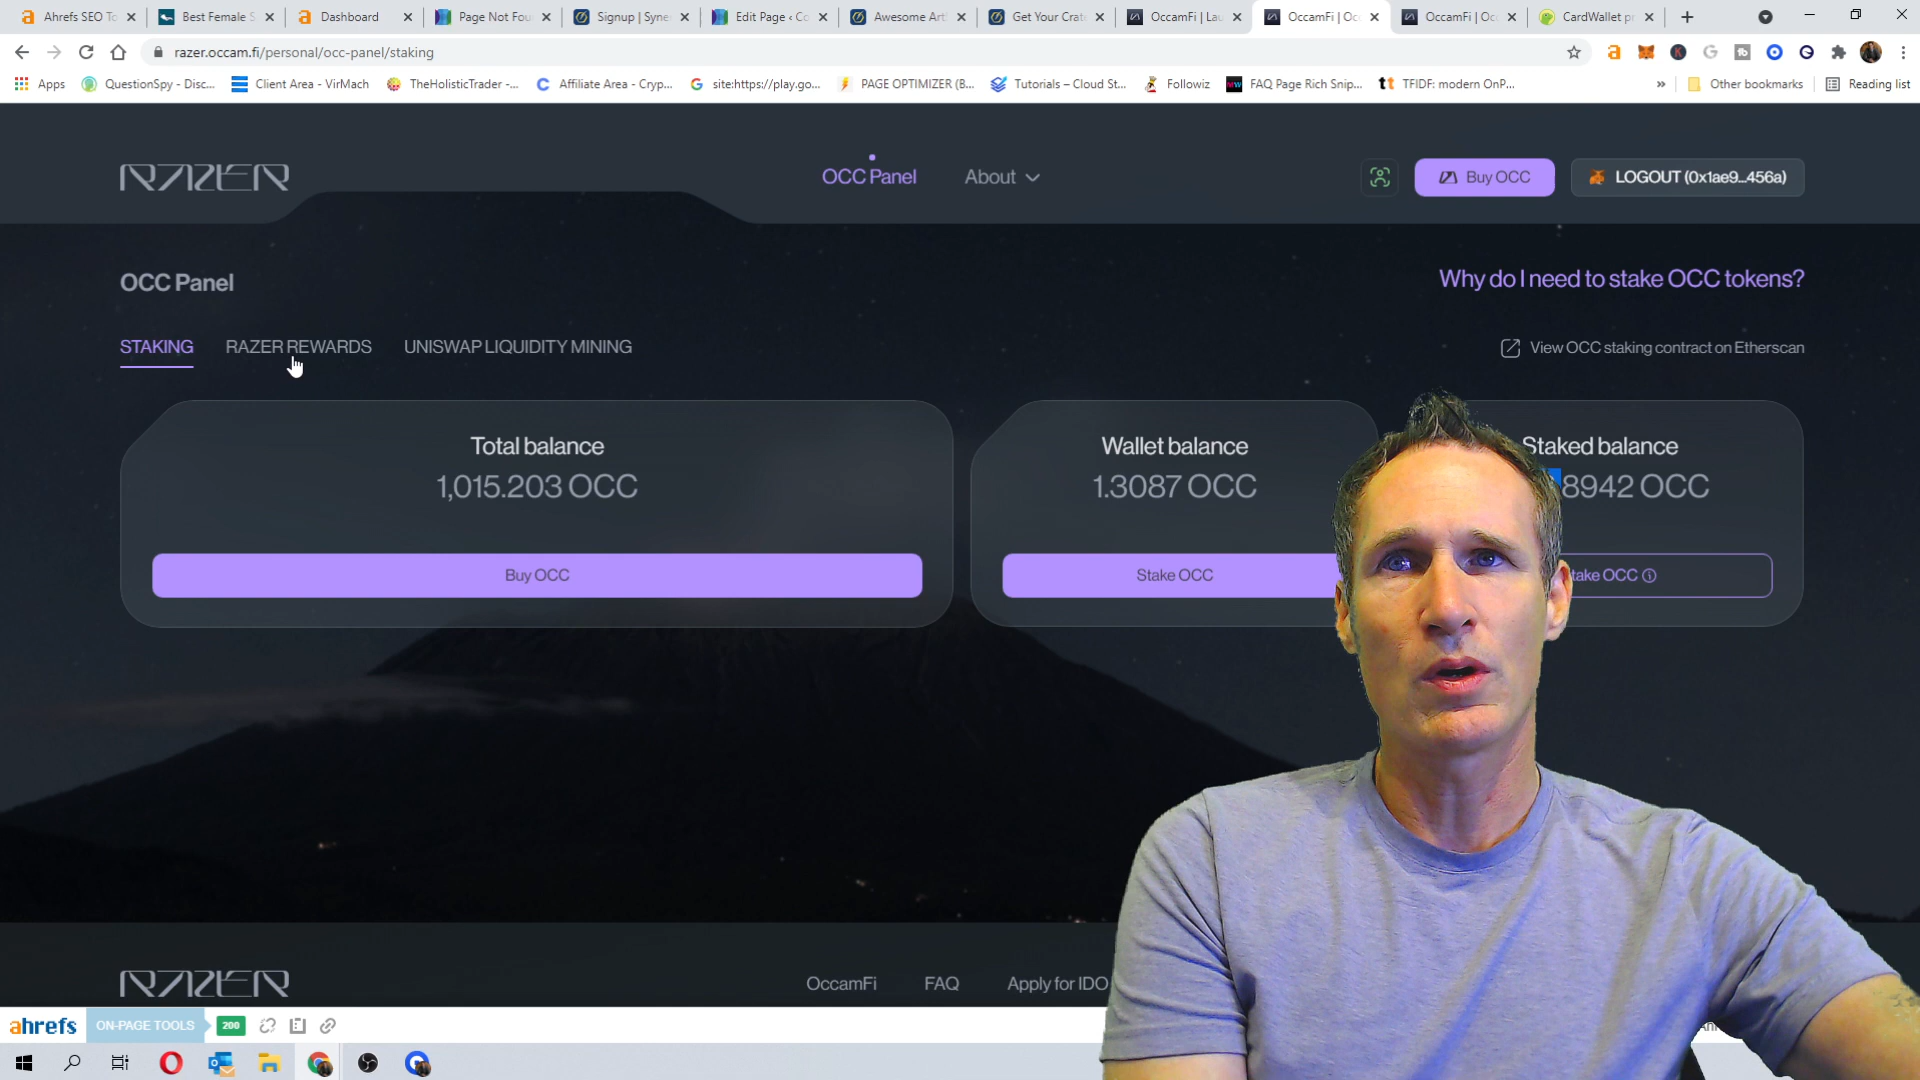 Ahrefs SEO To
Best Female S
Dashboard
Page Not Fou
Signup | Syne
Edit Page ‹ Co
Awesome Art
Get Your Crat
OccamFi | Lau
OccamFi | Occ
OccamFi | Oc
CardWallet p
razer.occam.fi/personal/occ-panel/staking
Apps
QuestionSpy - Disc...
Client Area - VirMach
TheHolisticTrader -...
Affiliate Area - Cryp...
site:https://play.go...
PAGE OPTIMIZER (B...
Tutorials – Cloud St...
Followiz
FAQ Page Rich Snip...
TFIDF: modern OnP...
»
Other bookmarks
Reading list
RAZER
OCC Panel
About
Buy OCC
LOGOUT (0x1ae9...456a)
OCC Panel
Why do I need to stake OCC tokens?
STAKING
RAZER REWARDS
UNISWAP LIQUIDITY MINING
View OCC staking contract on Etherscan
Total balance
1,015.203 OCC
Buy OCC
Wallet balance
1.3087 OCC
Stake OCC
Staked balance
8942 OCC
take OCC
RAZER
OccamFi
FAQ
Apply for IDO
ahrefs
ON-PAGE TOOLS
200